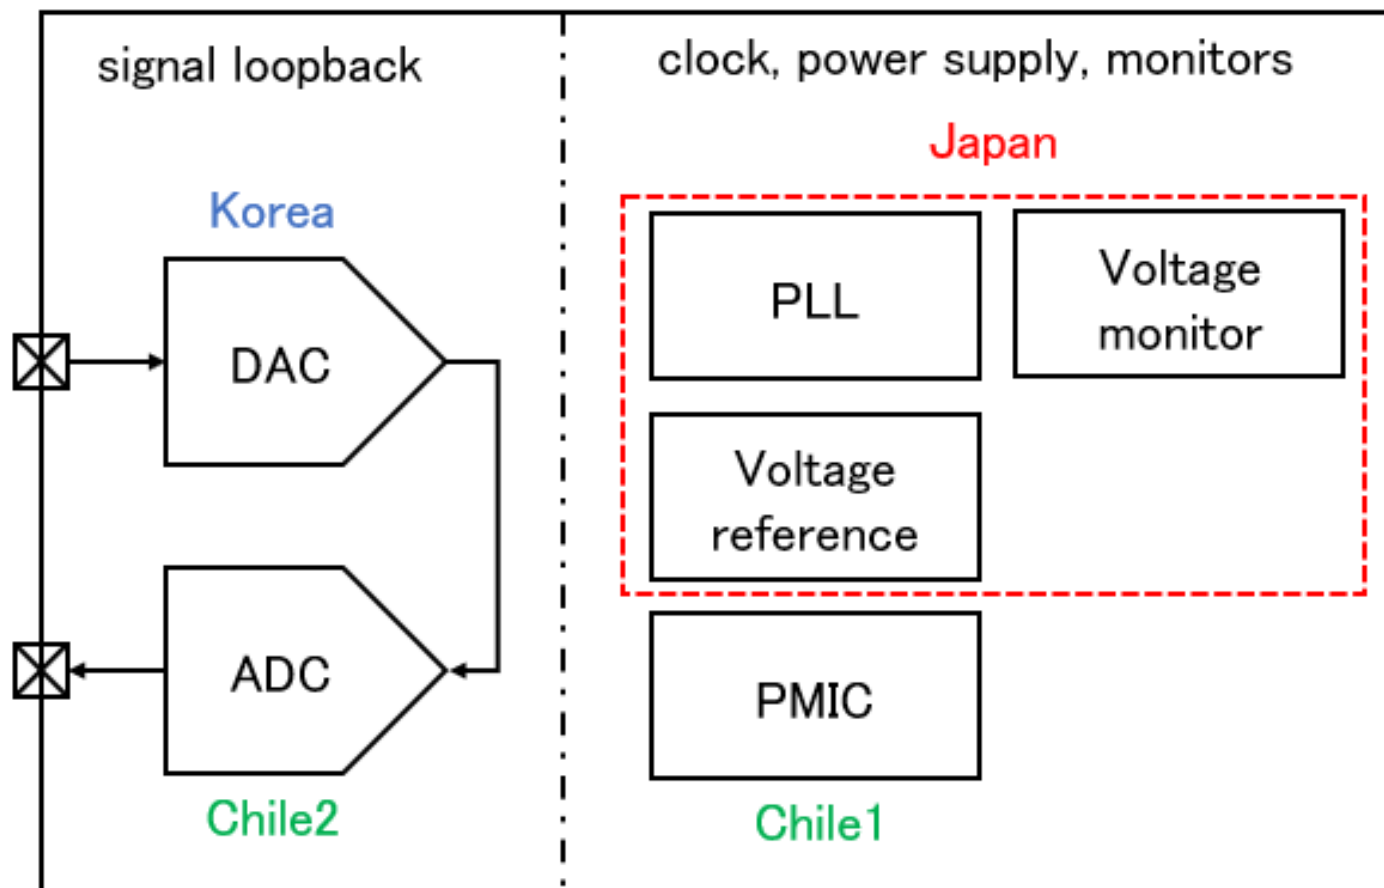 signal loopback
clock, power supply, monitors
Japan
Korea
DAC
PLL
Voltage
monitor
Voltage
reference
ADC
PMIC
Chile2
Chile1